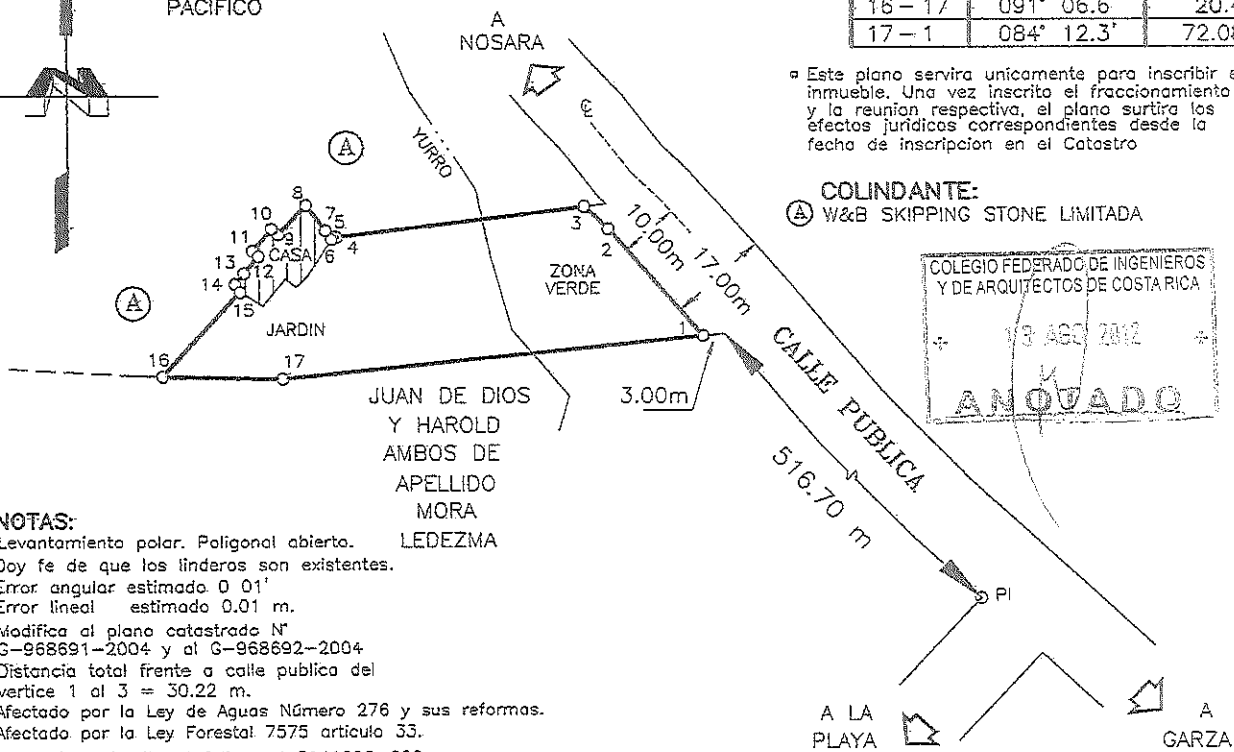 PACIFICO
A
NOSARA
16 - 17 091° 06.6' 20.4
17 - 1 084° 12.3' 72.08
Este plano servira unicamente para inscribir e
inmueble. Una vez inscrito el fraccionamiento
y la reunion respectiva, el plano surtira los
efectos juridicos correspondientes desde la
fecha de inscripcion en el Catastro
COLINDANTE:
A W&B SKIPPING STONE LIMITADA
COLEGIO FEDERADO DE INGENIEROS
Y DE ARQUITECTOS DE COSTA RICA
AGO 2012
ANOTADO
A
YURRO
8
7
5
10
9
6
4
11
CASA
13
12
14
15
3
2
10.00m
17.00m
ZONA
VERDE
A
JARDIN
16
17
1
3.00m
CALLE PUBLICA
516.70 m
PI
JUAN DE DIOS
Y HAROLD
AMBOS DE
APELLIDO
MORA
LEDEZMA
NOTAS:
Levantamiento polar. Poligonal abierto.
Doy fe de que los linderos son existentes.
Error angular estimado 0 01'
Error lineal estimado 0.01 m.
Modifica al plano catastrado N°
G-968691-2004 y al G-968692-2004
Distancia total frente a calle publica del
vertice 1 al 3 = 30.22 m.
Afectado por la Ley de Aguas Número 276 y sus reformas.
Afectado por la Ley Forestal 7575 articulo 33.
A LA
PLAYA
A
GARZA